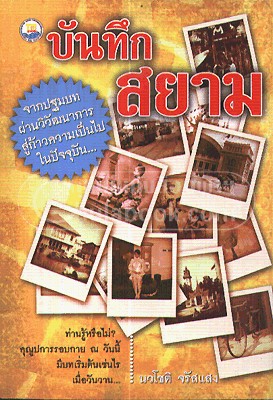 บันทึก
สยาม
จากปฐมบท
ผ่านวิวัฒนาการ
สู่ก้าวความเป็นไป
ในปัจจุบัน...
ท่านรู้หรือไม่?
คุณูปการรอบกาย ณ วันนี้
มีบทเริ่มต้นเช่นไร
เมื่อวันวาน...
นวโชติ จรัสแสง